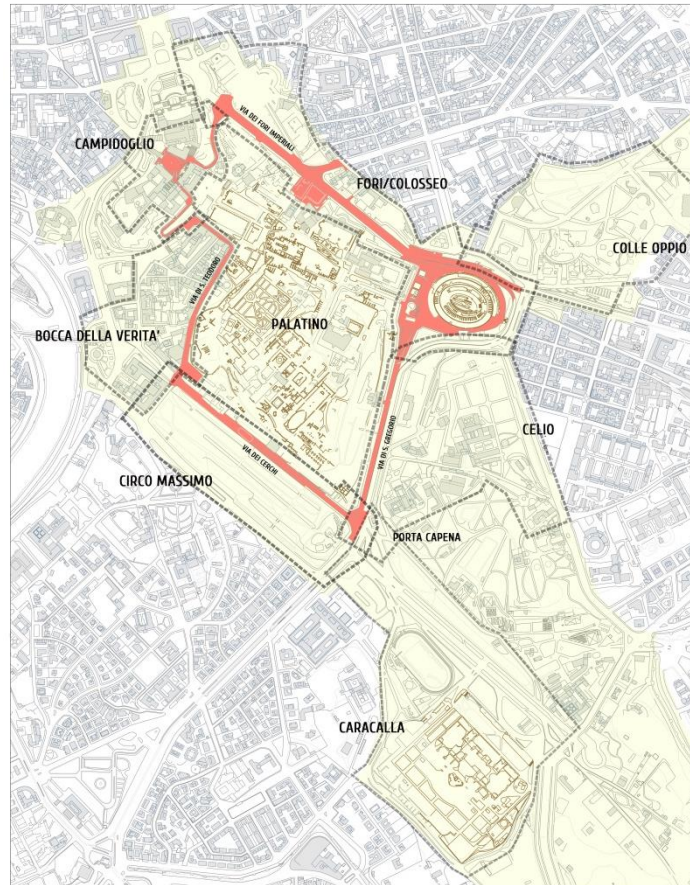 VIA DEI FORI IMPERIALI
CAMPIDOGLIO
FORI/COLOSSEO
COLLE OPPIO
VIA DI S. TEODORO
PALATINO
BOCCA DELLA VERITA'
CELIO
VIA DI S. GREGORIO
VIA DEI CERCHI
CIRCO MASSIMO
PORTA CAPENA
CARACALLA